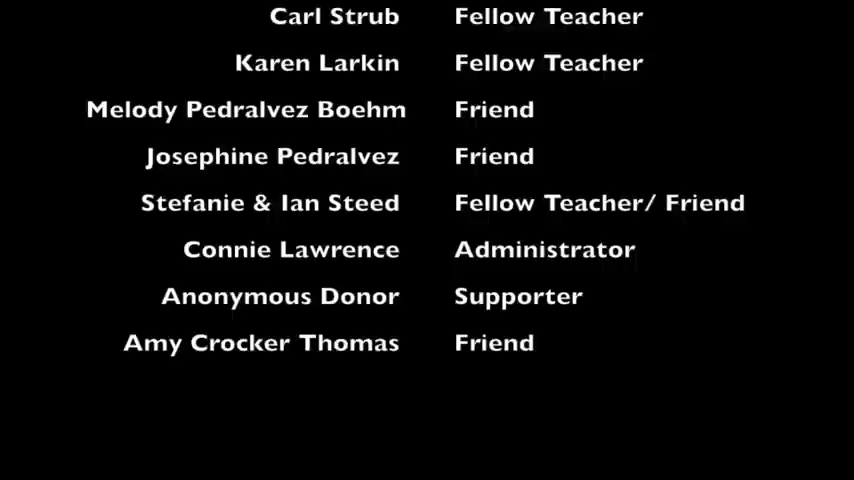 Carl Strub Fellow Teacher
Karen Larkin Fellow Teacher
Melody Pedralvez Boehm Friend
Josephine Pedralvez Friend
Stefanie & Ian Steed Fellow Teacher/ Friend
Connie Lawrence Administrator
Anonymous Donor Supporter
Amy Crocker Thomas Friend